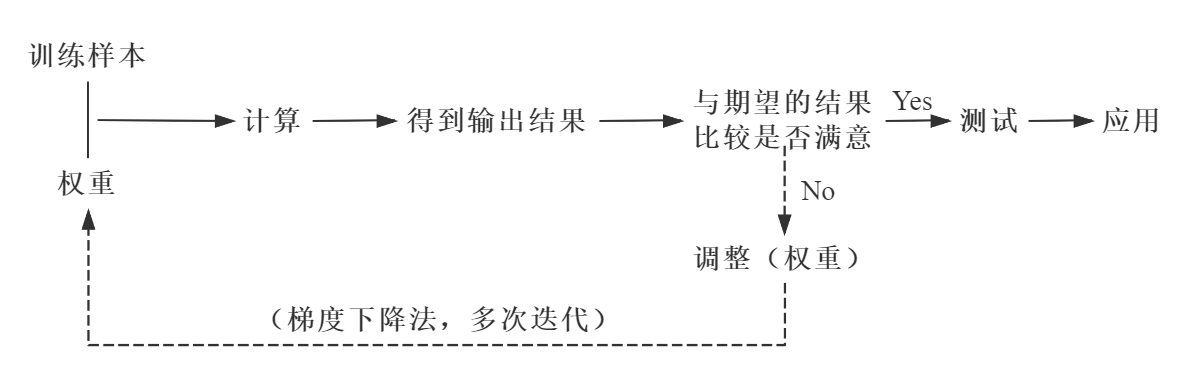 训练样本
权重
计算
得到输出结果
与期望的结果
比较是否满意
Yes
测试
应用
No
调整（权重）
（梯度下降法，多次迭代）